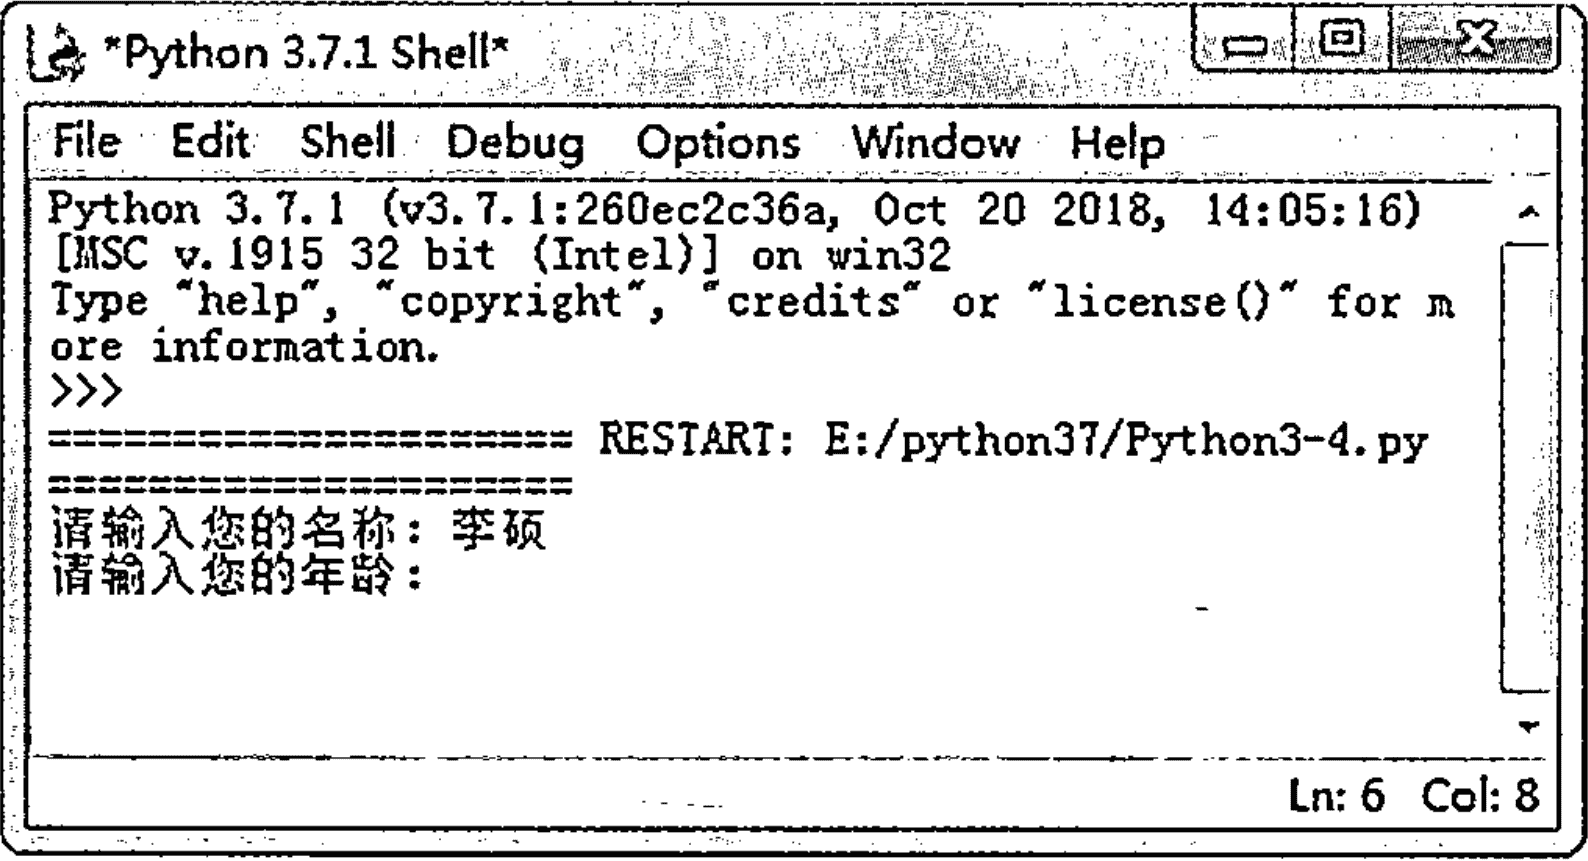 *Python 3.7.1 Shell*
File Edit Shell Debug Options Window Help
Python 3.7.1 (v3.7.1:260ec2c36a, Oct 20 2018, 14:05:16)
[MSC v.1915 32 bit (Intel)] on win32
Type "help", "copyright", "credits" or "license()" for m
ore information.
>>>
===================== RESTART: E:/python37/Python3-4.py
=====================
请输入您的名称：李硕
请输入您的年龄：
Ln: 6 Col: 8